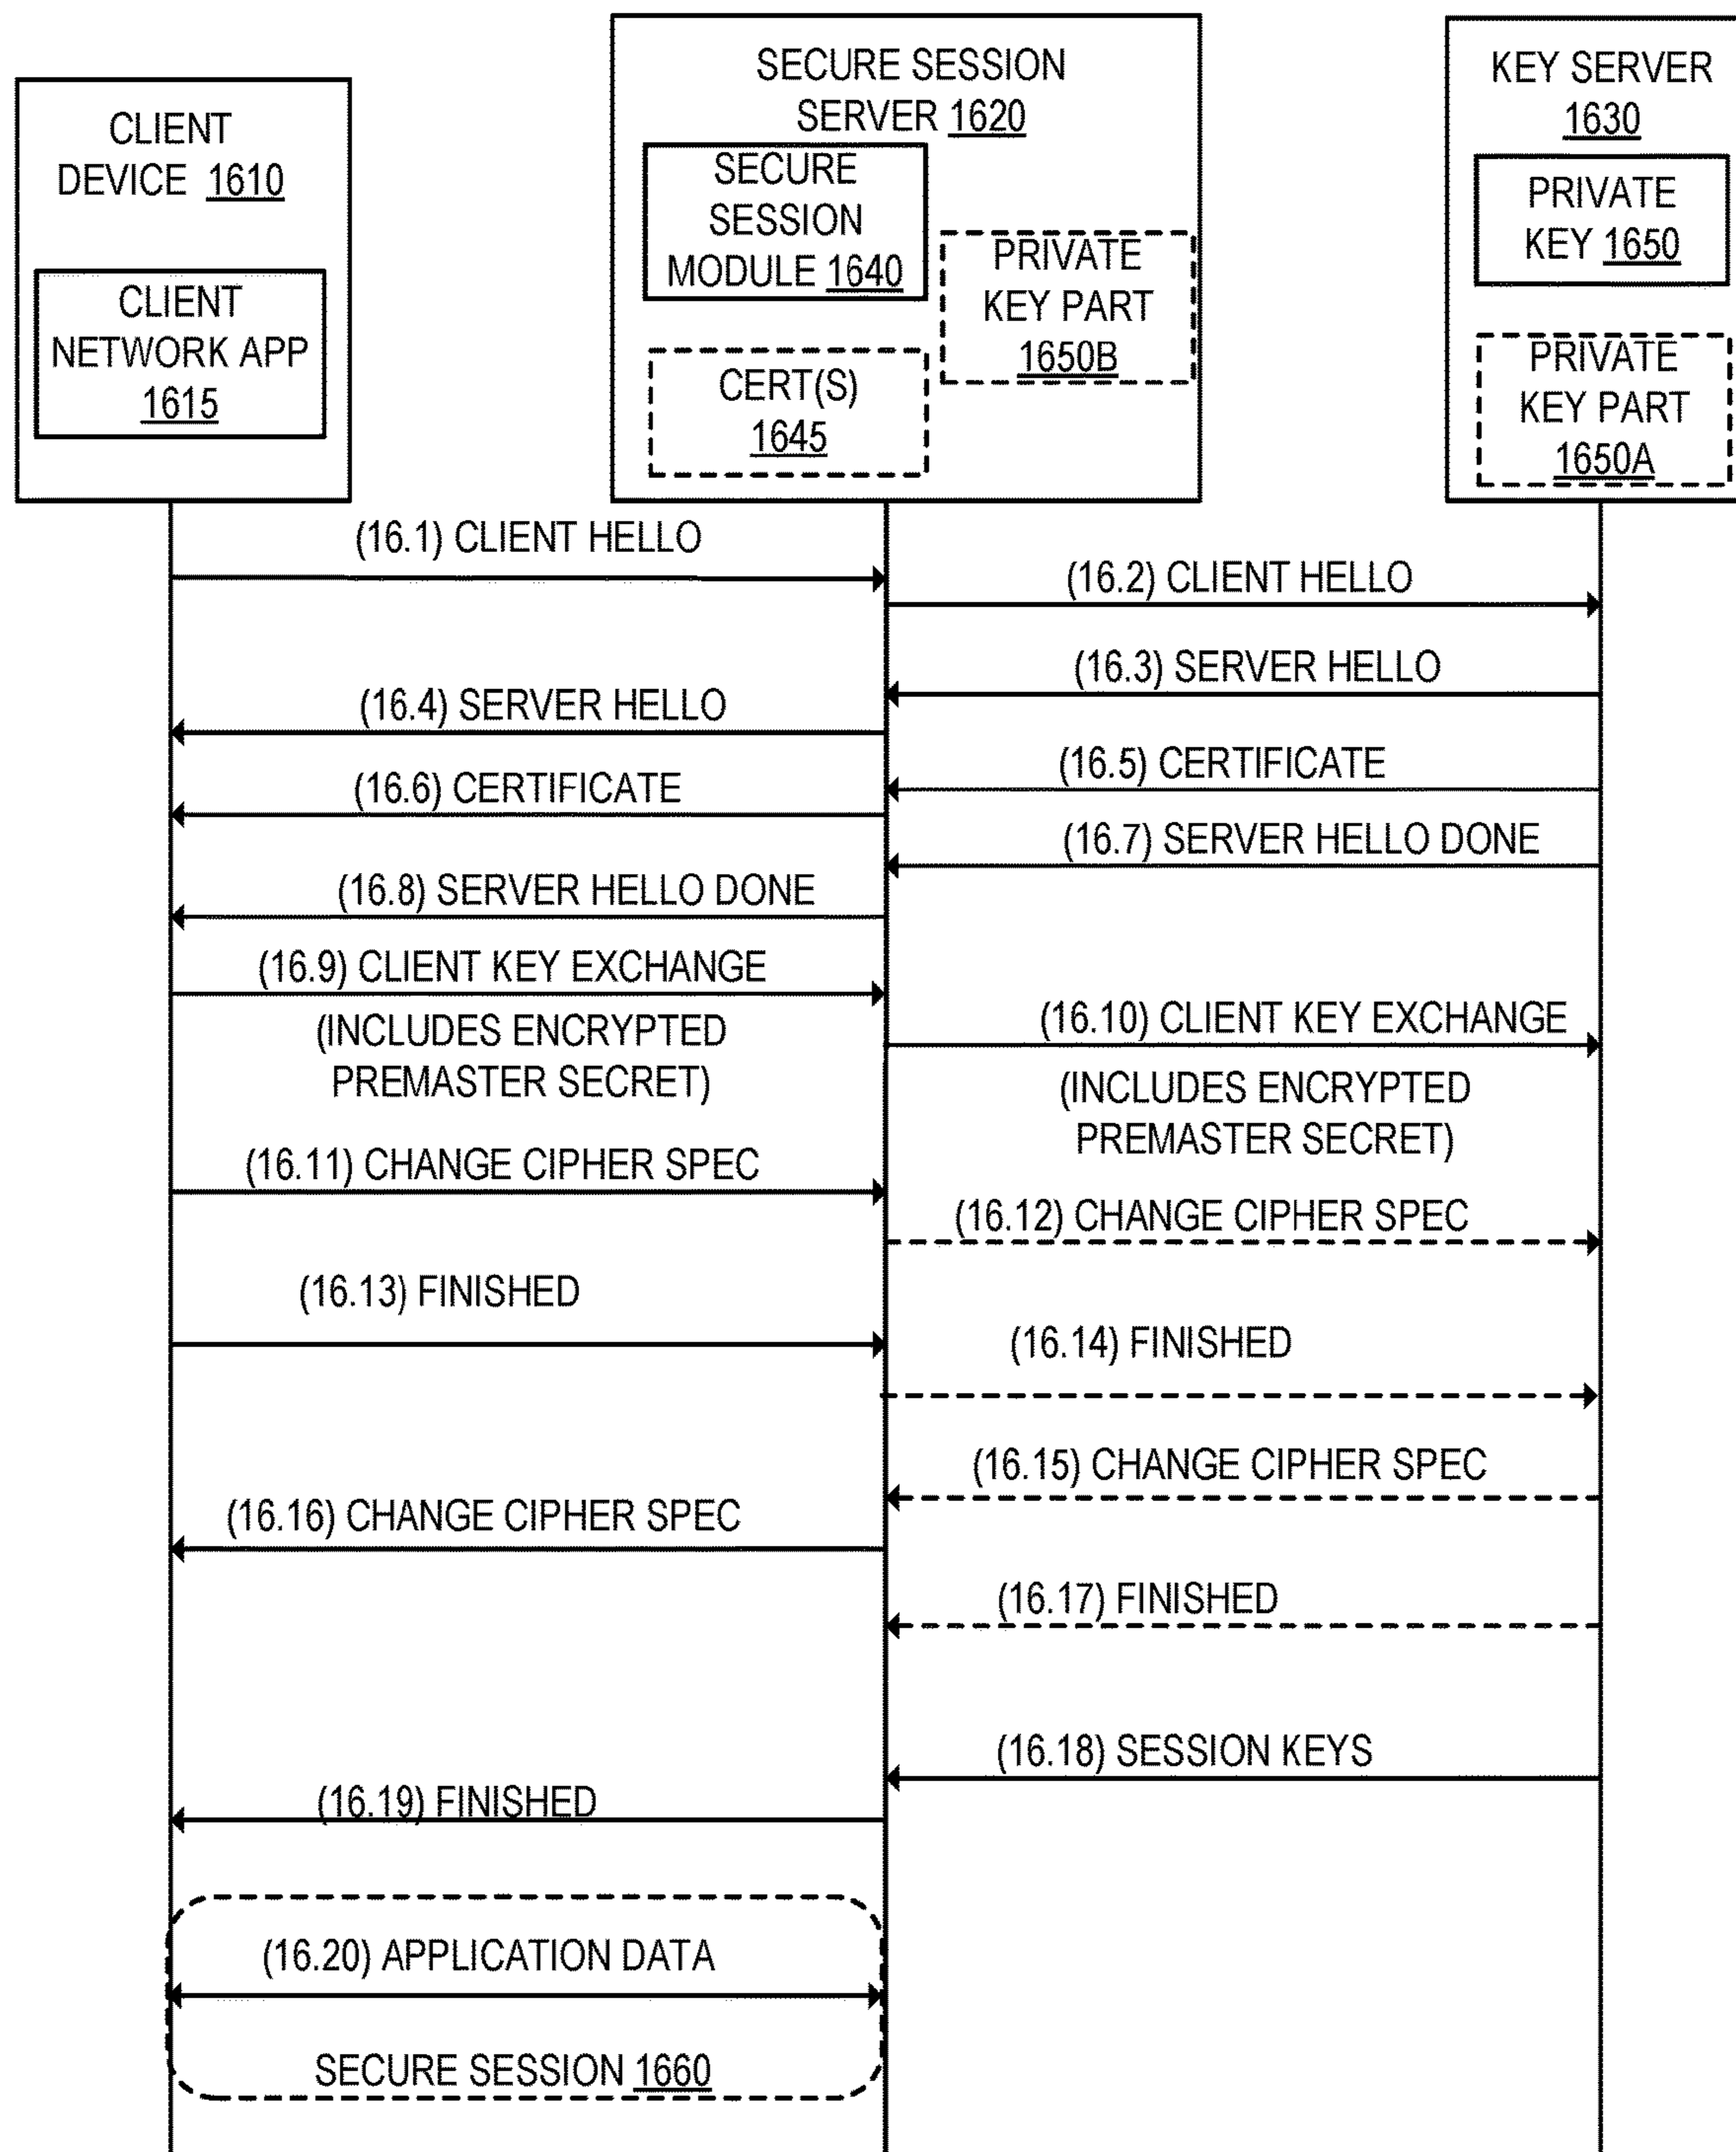 CLIENT
DEVICE 1610
CLIENT
NETWORK APP
1615
SECURE SESSION
SERVER 1620
SECURE
SESSION
MODULE 1640
PRIVATE
KEY PART
1650B
CERT(S)
1645
KEY SERVER
1630
PRIVATE
KEY 1650
PRIVATE
KEY PART
1650A
(16.1) CLIENT HELLO
(16.2) CLIENT HELLO
(16.3) SERVER HELLO
(16.4) SERVER HELLO
(16.5) CERTIFICATE
(16.6) CERTIFICATE
(16.7) SERVER HELLO DONE
(16.8) SERVER HELLO DONE
(16.9) CLIENT KEY EXCHANGE
(INCLUDES ENCRYPTED
PREMASTER SECRET)
(16.10) CLIENT KEY EXCHANGE
(INCLUDES ENCRYPTED
PREMASTER SECRET)
(16.11) CHANGE CIPHER SPEC
(16.12) CHANGE CIPHER SPEC
(16.13) FINISHED
(16.14) FINISHED
(16.15) CHANGE CIPHER SPEC
(16.16) CHANGE CIPHER SPEC
(16.17) FINISHED
(16.18) SESSION KEYS
(16.19) FINISHED
(16.20) APPLICATION DATA
SECURE SESSION 1660